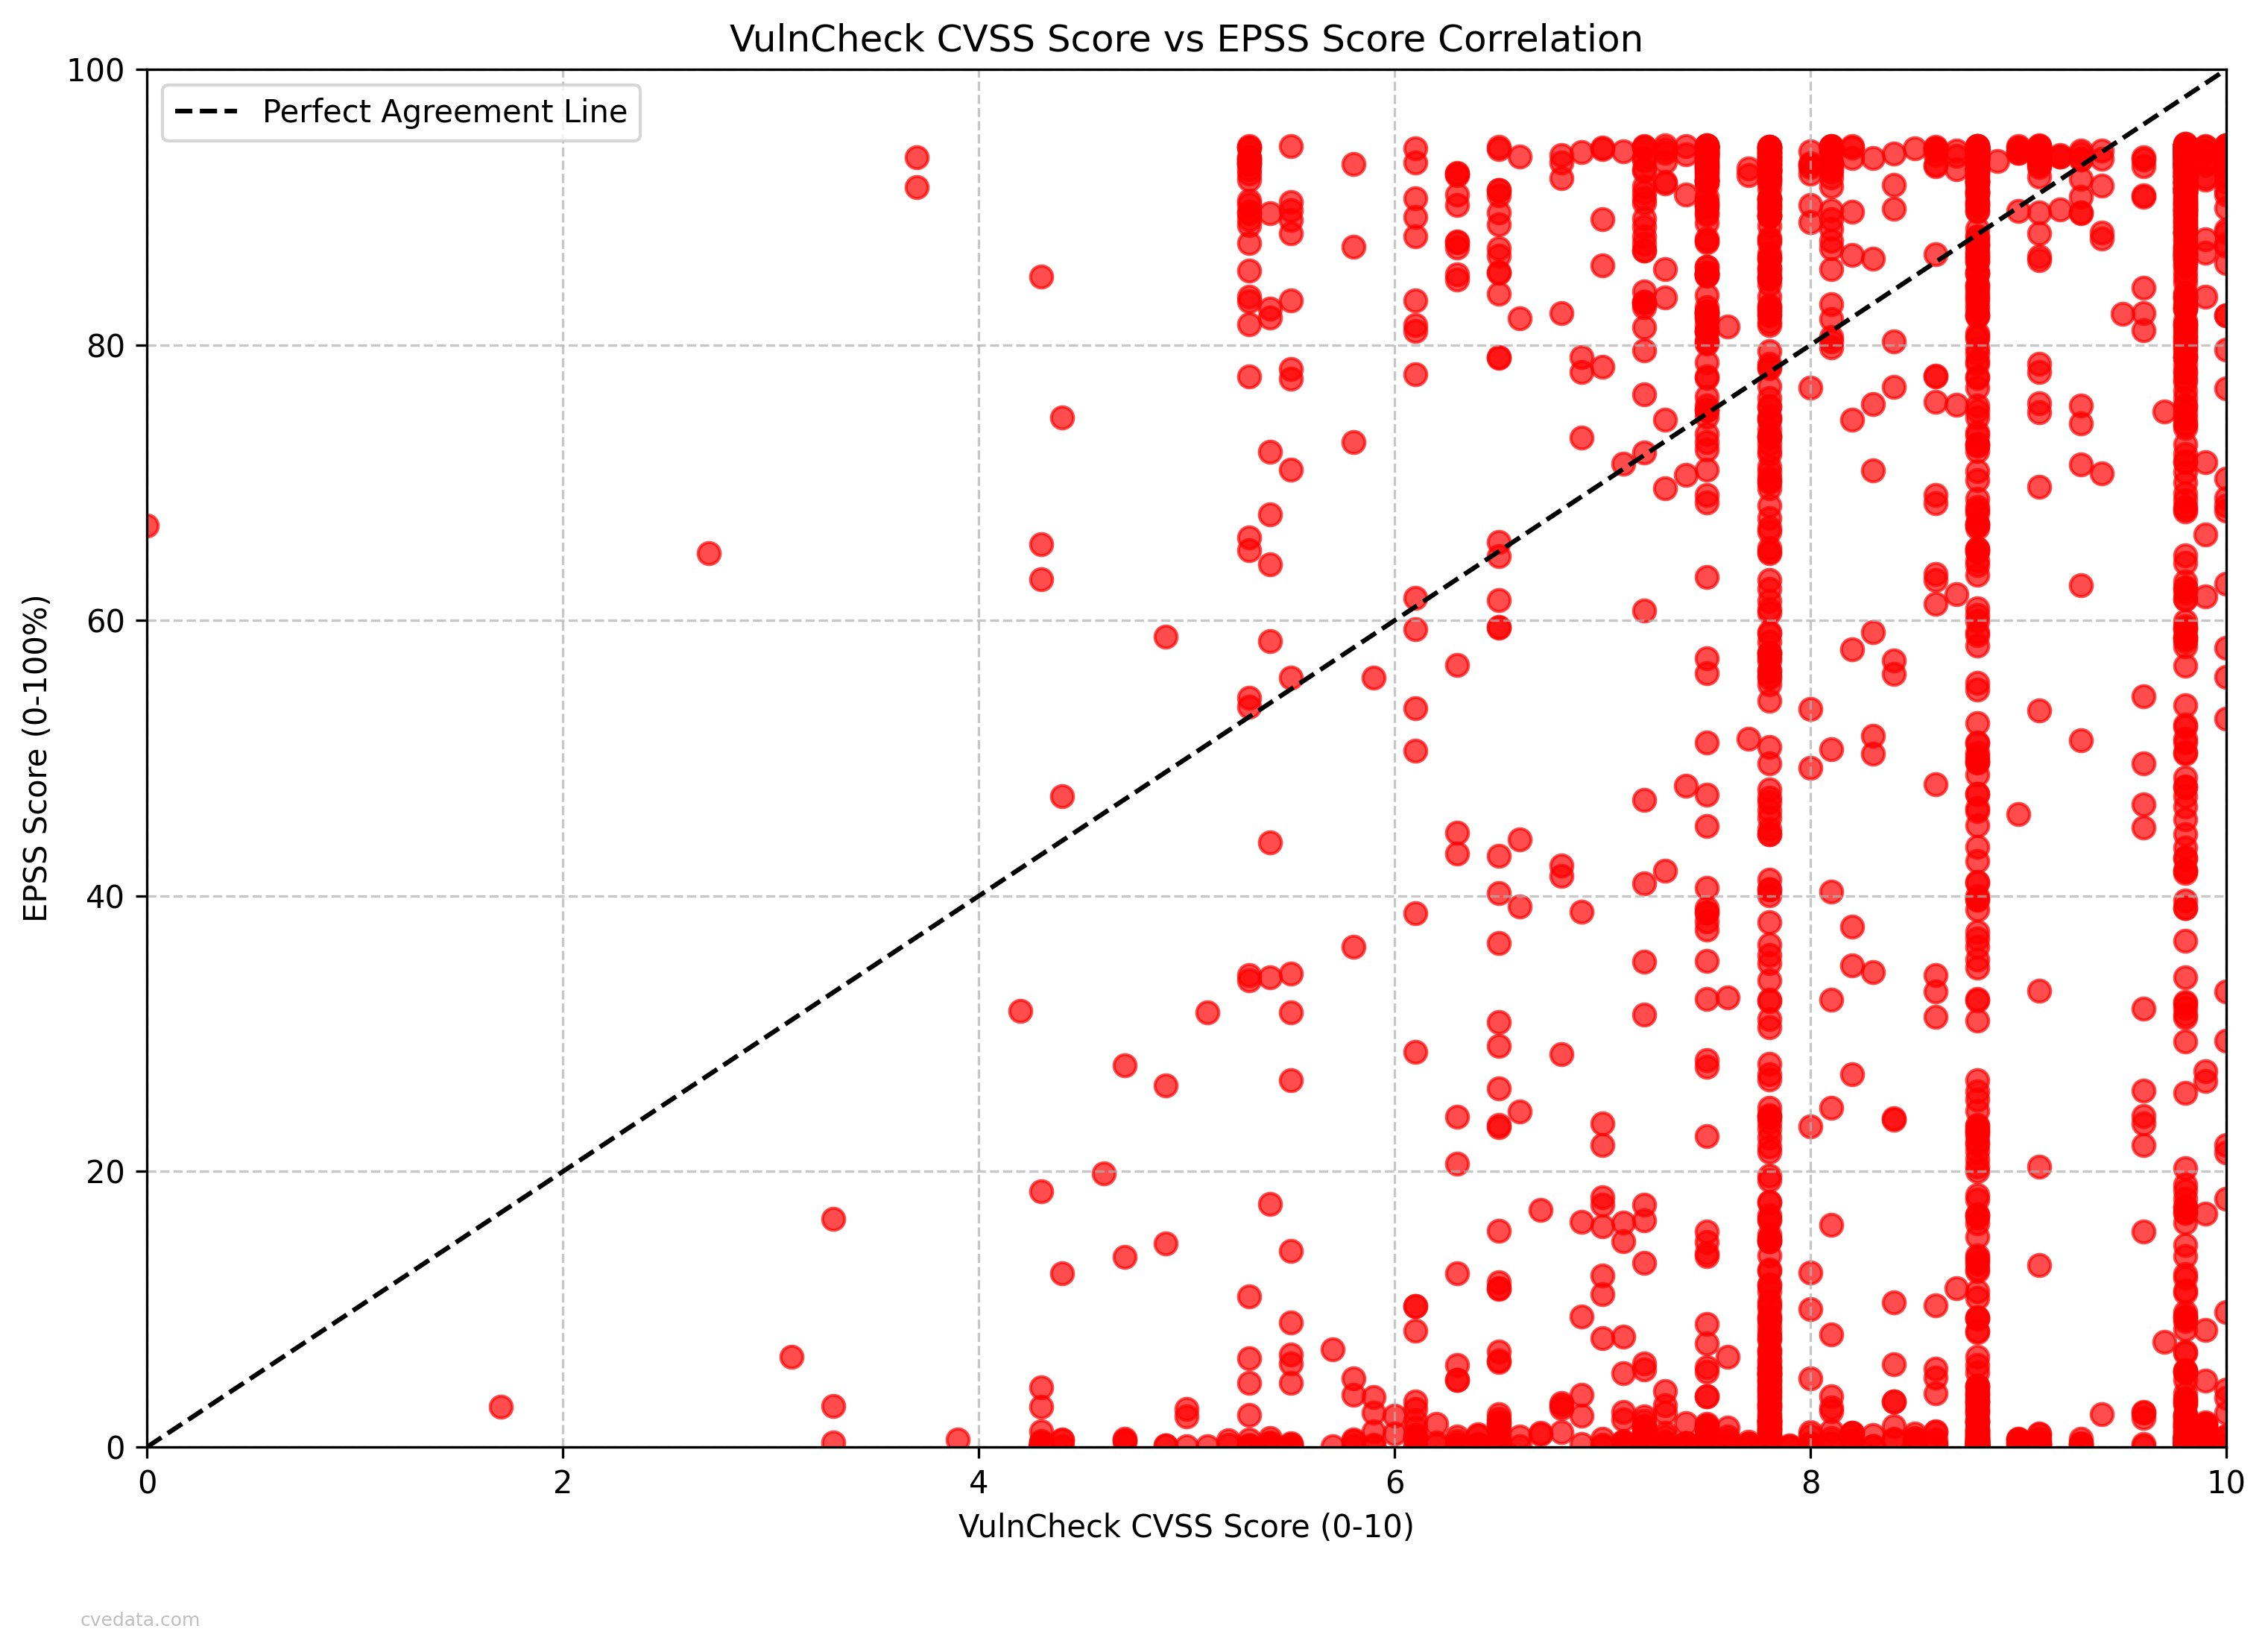 VulnCheck CVSS Score vs EPSS Score Correlation
Perfect Agreement Line
EPSS Score (0-100%)
100
80
60
40
20
0
0 2 4 6 8 10
VulnCheck CVSS Score (0-10)
cvedata.com